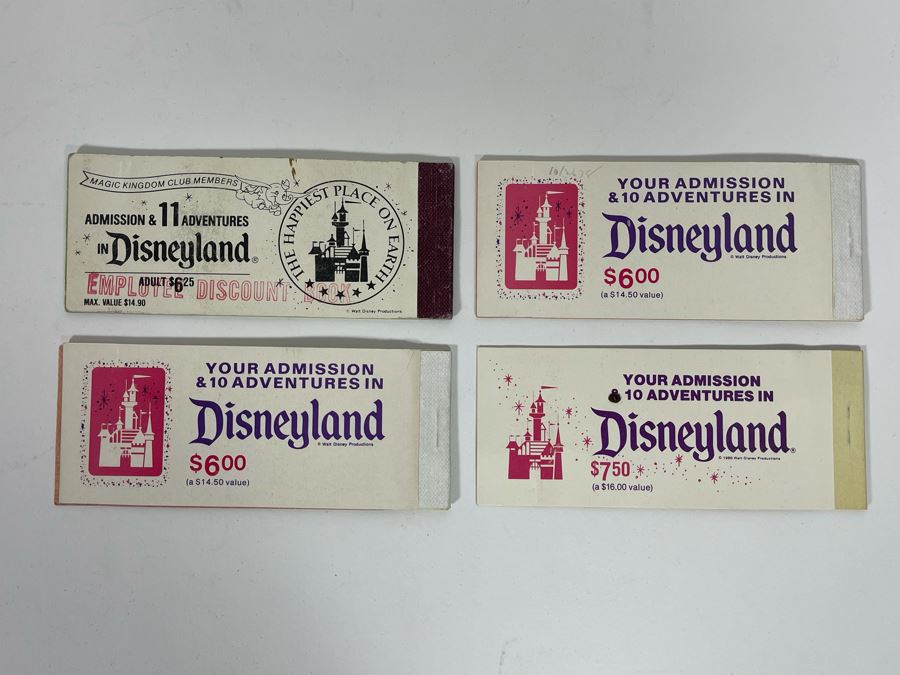 MAGIC KINGDOM CLUB MEMBERS
ADMISSION & 11 ADVENTURES
IN Disneyland®
THE HAPPIEST PLACE ON EARTH
ADULT $6.25
EMPLOYEE DISCOUNT BOOK
MAX. VALUE $14.90
© Walt Disney Productions
YOUR ADMISSION
& 10 ADVENTURES IN
Disneyland
© Walt Disney Productions
$6.00
(a $14.50 value)
YOUR ADMISSION
& 10 ADVENTURES IN
Disneyland
© Walt Disney Productions
$6.00
(a $14.50 value)
YOUR ADMISSION
10 ADVENTURES IN
Disneyland®
© 1980 Walt Disney Productions
$7.50
(a $16.00 value)